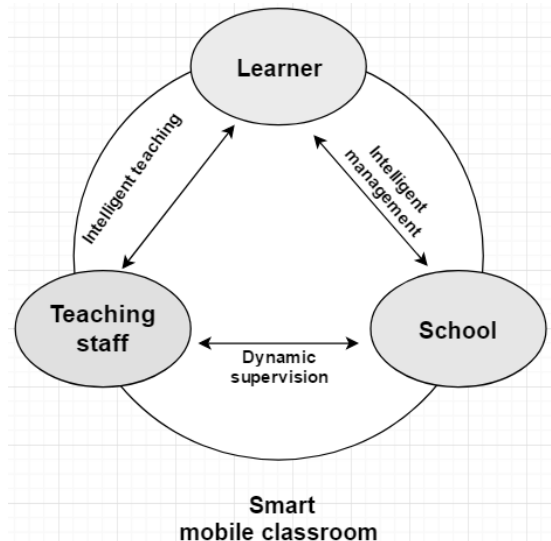 Learner
Intelligent teaching
Intelligent
management
Teaching
staff
School
Dynamic
supervision
Smart
mobile classroom